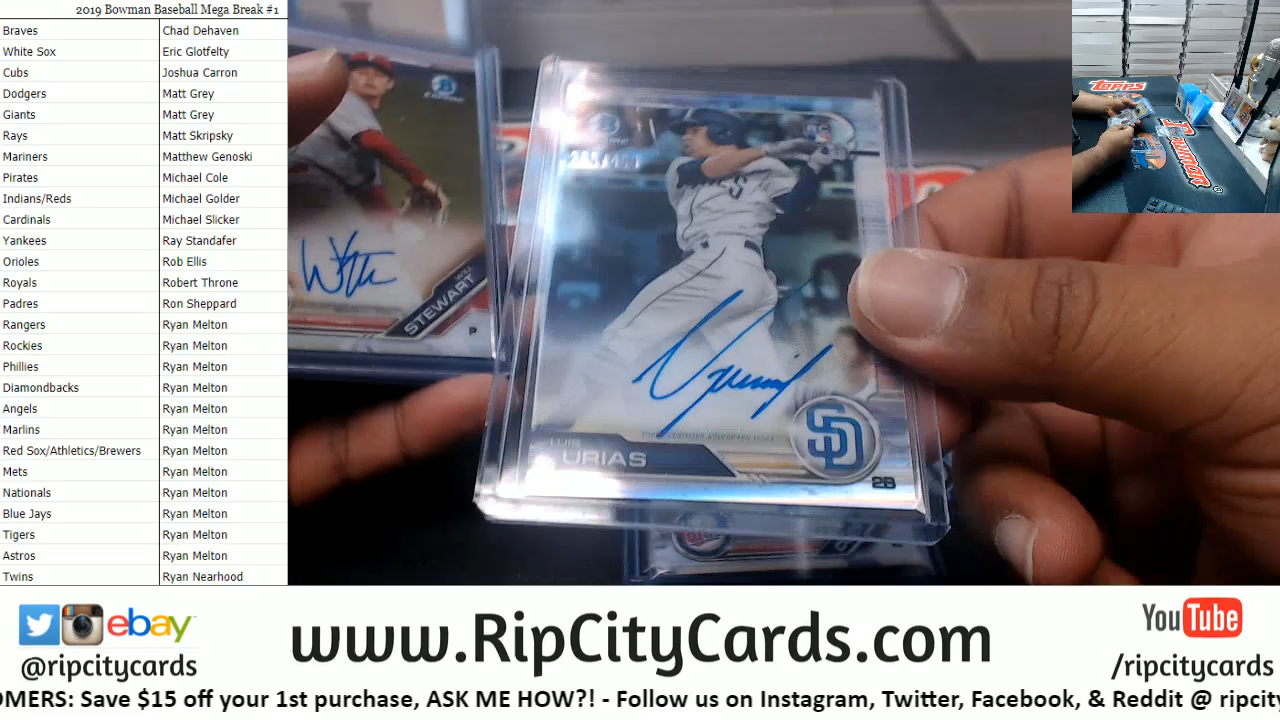 2019 Bowman Baseball Mega Break #1
Braves Chad Dehaven
White Sox Eric Glotfelty
Cubs Joshua Carron
Dodgers Matt Grey
Giants Matt Grey
Rays Matt Skripsky
Mariners Matthew Genoski
Pirates Michael Cole
Indians/Reds Michael Golder
Cardinals Michael Slicker
Yankees Ray Standafer
Orioles Rob Ellis
Royals Robert Throne
Padres Ron Sheppard
Rangers Ryan Melton
Rockies Ryan Melton
Phillies Ryan Melton
Diamondbacks Ryan Melton
Angels Ryan Melton
Marlins Ryan Melton
Red Sox/Athletics/Brewers Ryan Melton
Mets Ryan Melton
Nationals Ryan Melton
Blue Jays Ryan Melton
Tigers Ryan Melton
Astros Ryan Melton
Twins Ryan Nearhood
WIL
STEWART
P
LUIS
URIAS
SD
2B
TOPPS
Bowman
ebay
@ripcitycards
www.RipCityCards.com
YouTube
/ripcitycards
OMERS: Save $15 off your 1st purchase, ASK ME HOW?! - Follow us on Instagram, Twitter, Facebook, & Reddit @ ripcity